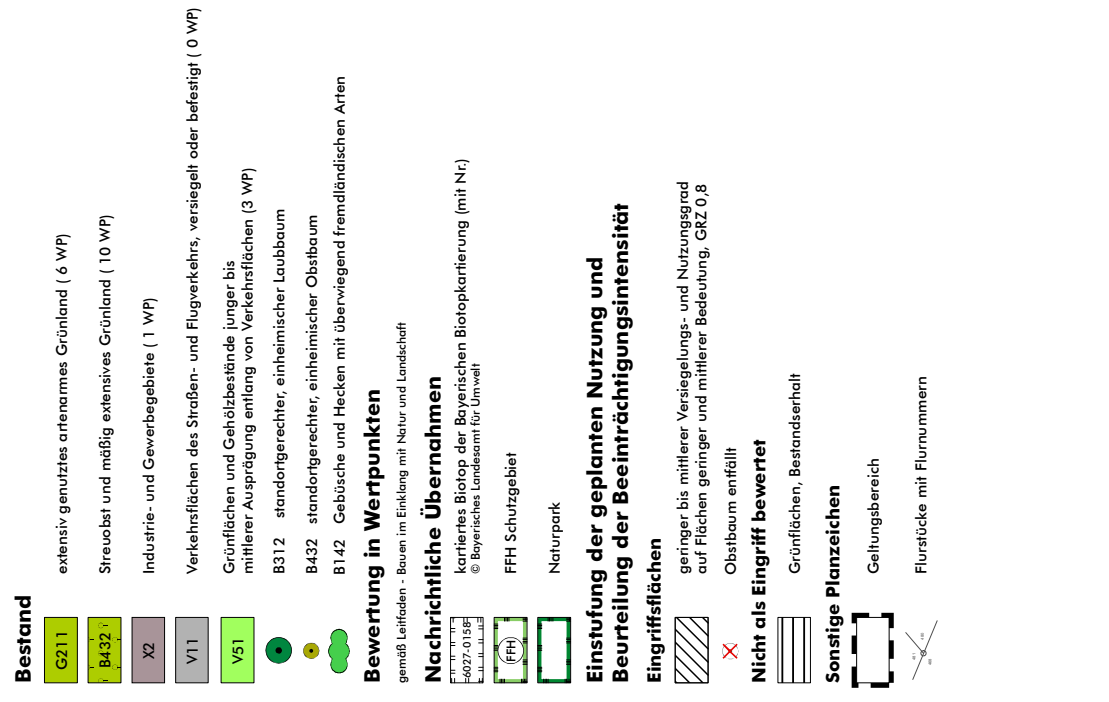 Bestand
G211 extensiv genutztes artenarmes Grünland ( 6 WP)
B432 Streuobst und mäßig extensives Grünland ( 10 WP)
X2 Industrie- und Gewerbegebiete ( 1 WP)
V11 Verkehrsflächen des Straßen- und Flugverkehrs, versiegelt oder befestigt ( 0 WP)
Grünflächen und Gehölzbestände junger bis
V51 mittlerer Ausprägung entlang von Verkehrsflächen (3 WP)
B312 standortgerechter, einheimischer Laubbaum
B432 standortgerechter, einheimischer Obstbaum
B142 Gebüsche und Hecken mit überwiegend fremdländischen Arten
Bewertung in Wertpunkten
gemäß Leitfaden - Bauen im Einklang mit Natur und Landschaft
Nachrichtliche Übernahmen
6027-0158 kartiertes Biotop der Bayerischen Biotopkartierung (mit Nr.)
© Bayerisches Landesamt für Umwelt
FFH FFH Schutzgebiet
Naturpark
Einstufung der geplanten Nutzung und
Beurteilung der Beeinträchtigungsintensität
Eingriffsflächen
geringer bis mittlerer Versiegelungs- und Nutzungsgrad
auf Flächen geringer und mittlerer Bedeutung, GRZ 0,8
Obstbaum entfällt
Nicht als Eingriff bewertet
Grünflächen, Bestandserhalt
Sonstige Planzeichen
Geltungsbereich
Flurstücke mit Flurnummern